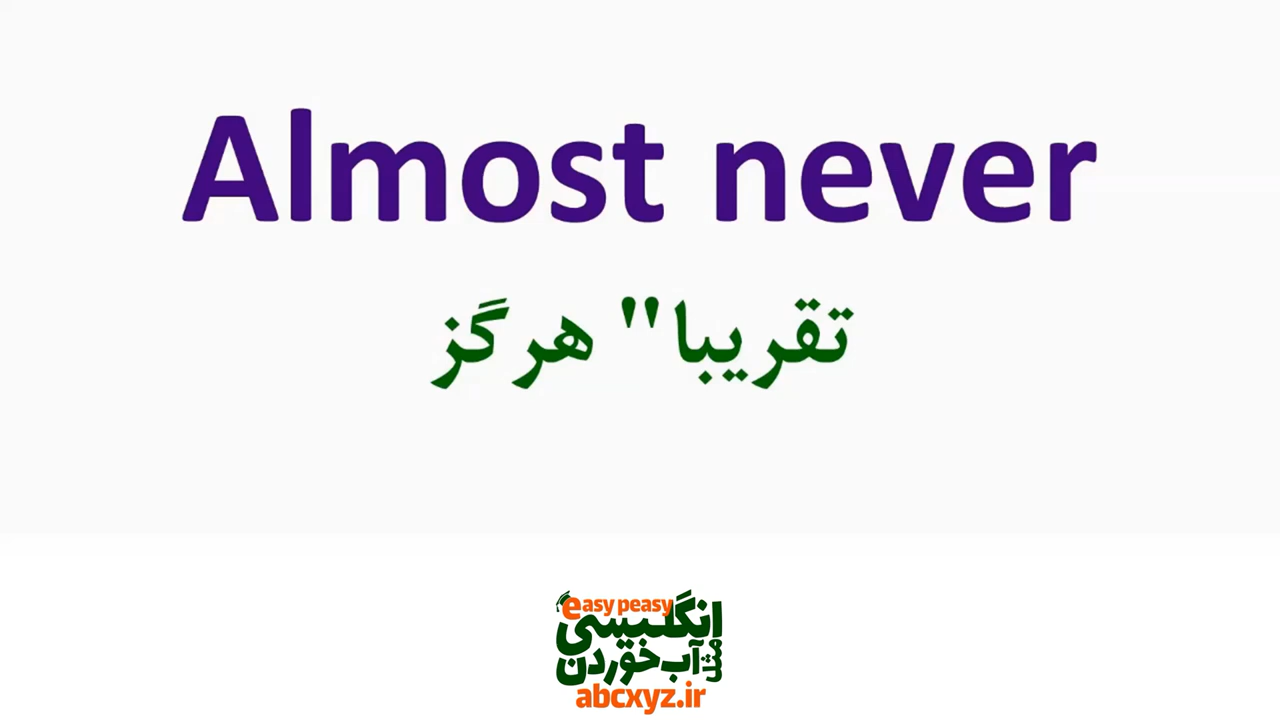 Almost never
تقریبا" هرگز
easy peasy
انگلیسی
مثل آب خوردن
abcxyz.ir